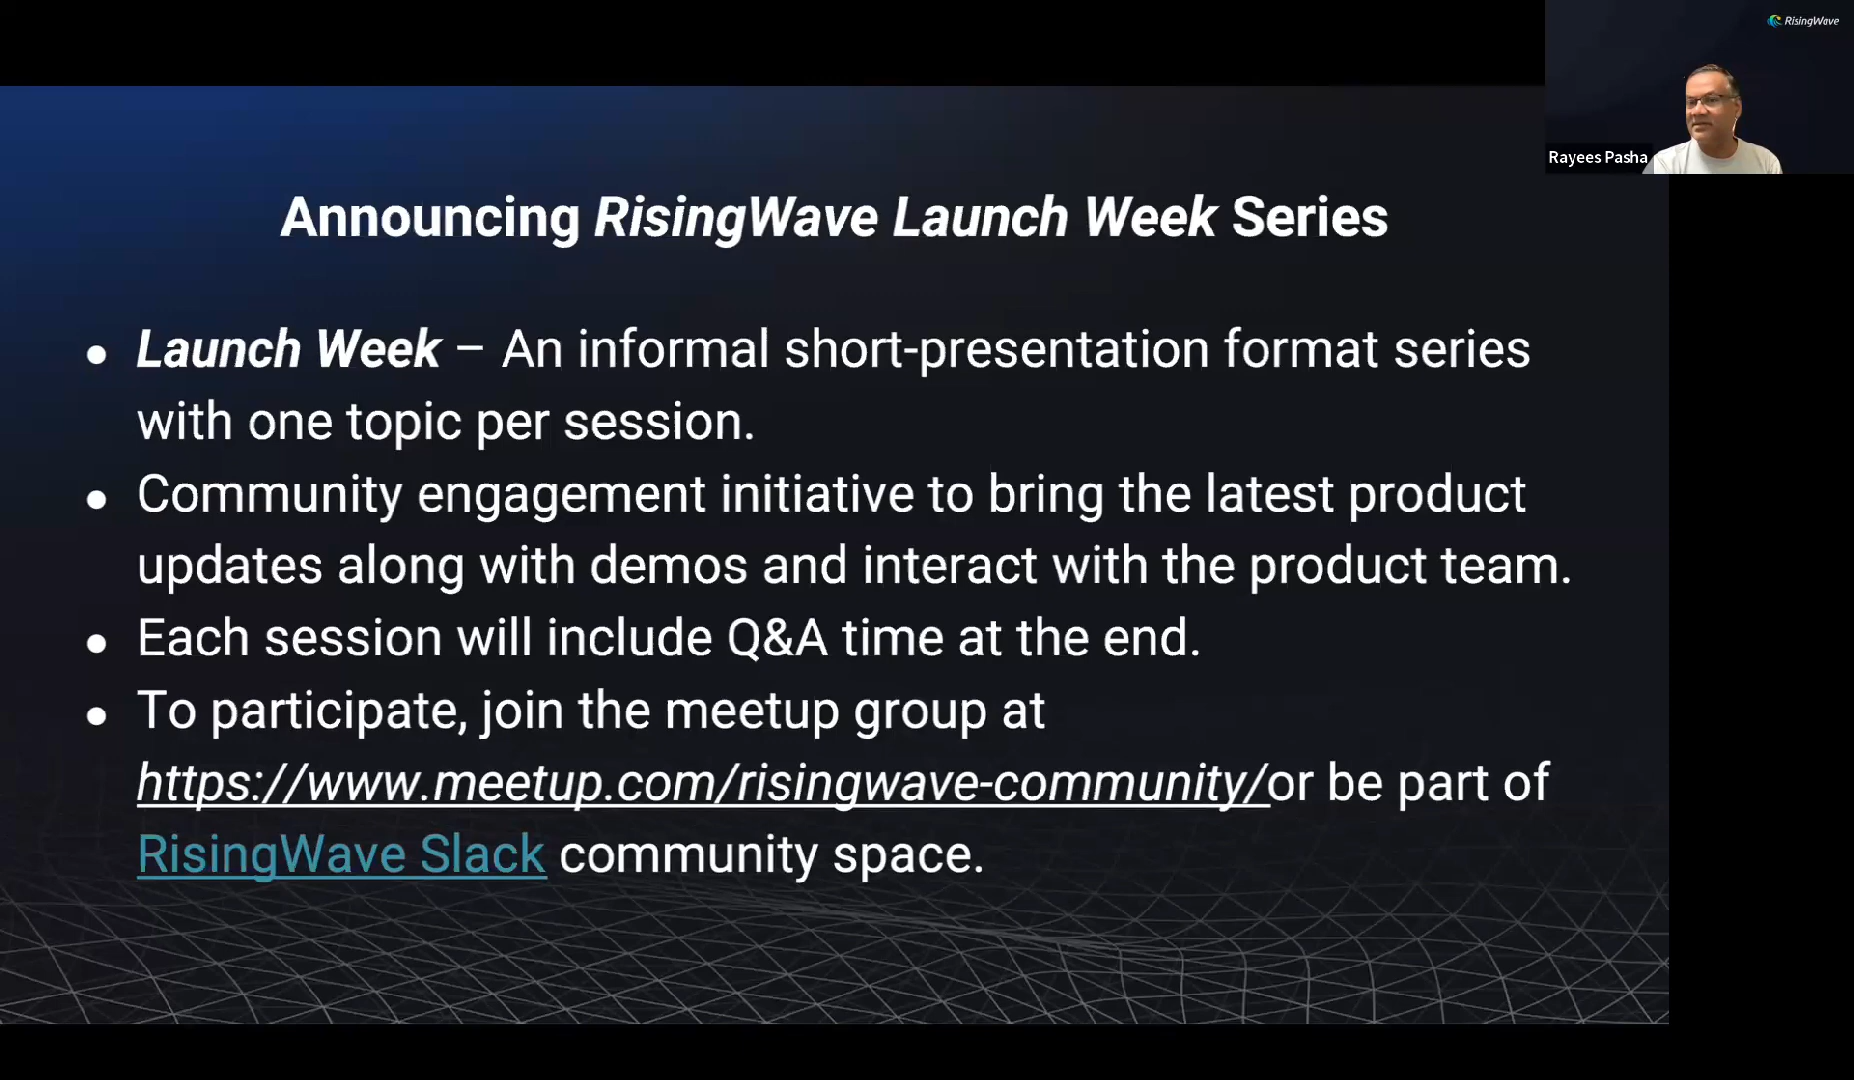 RisingWave
Rayees Pasha
Announcing RisingWave Launch Week Series
● Launch Week – An informal short-presentation format series
with one topic per session.
● Community engagement initiative to bring the latest product
updates along with demos and interact with the product team.
● Each session will include Q&A time at the end.
● To participate, join the meetup group at
https://www.meetup.com/risingwave-community/or be part of
RisingWave Slack community space.